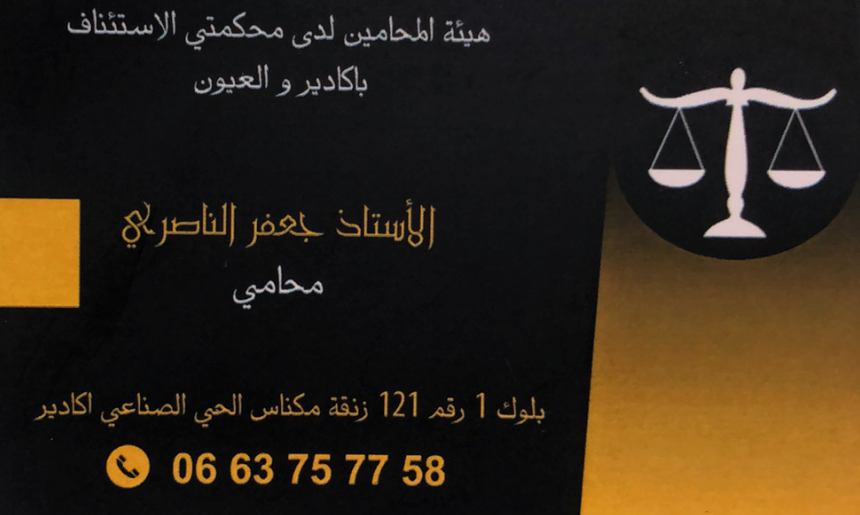 هيئة المحامين لدى محكمتي الاستئناف
باكادير و العيون
الأستاذ جعفر الناصري
محامي
بلوك 1 رقم 121 زنقة مكناس الحي الصناعي اكادير
06 63 75 77 58